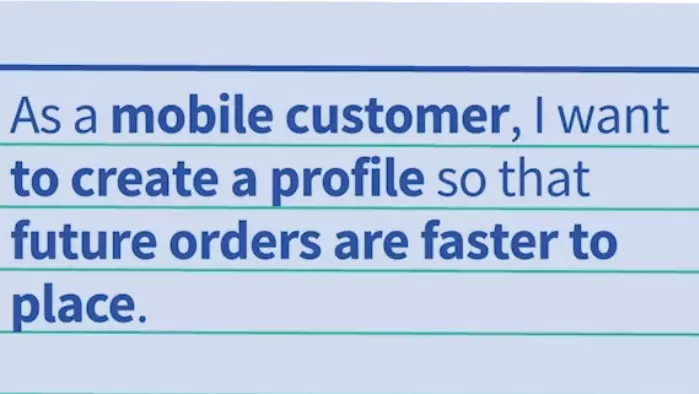 As a mobile customer, I want
to create a profile so that
future orders are faster to
place.